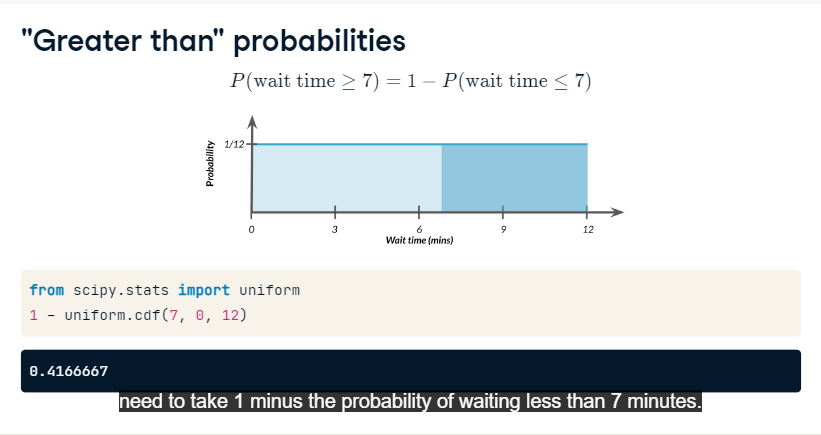 "Greater than" probabilities
P(wait time ≥ 7) = 1 − P(wait time ≤ 7)
1/12
Probability
0 3 6 9 12
Wait time (mins)
from scipy.stats import uniform
1 - uniform.cdf(7, 0, 12)
0.4166667
need to take 1 minus the probability of waiting less than 7 minutes.